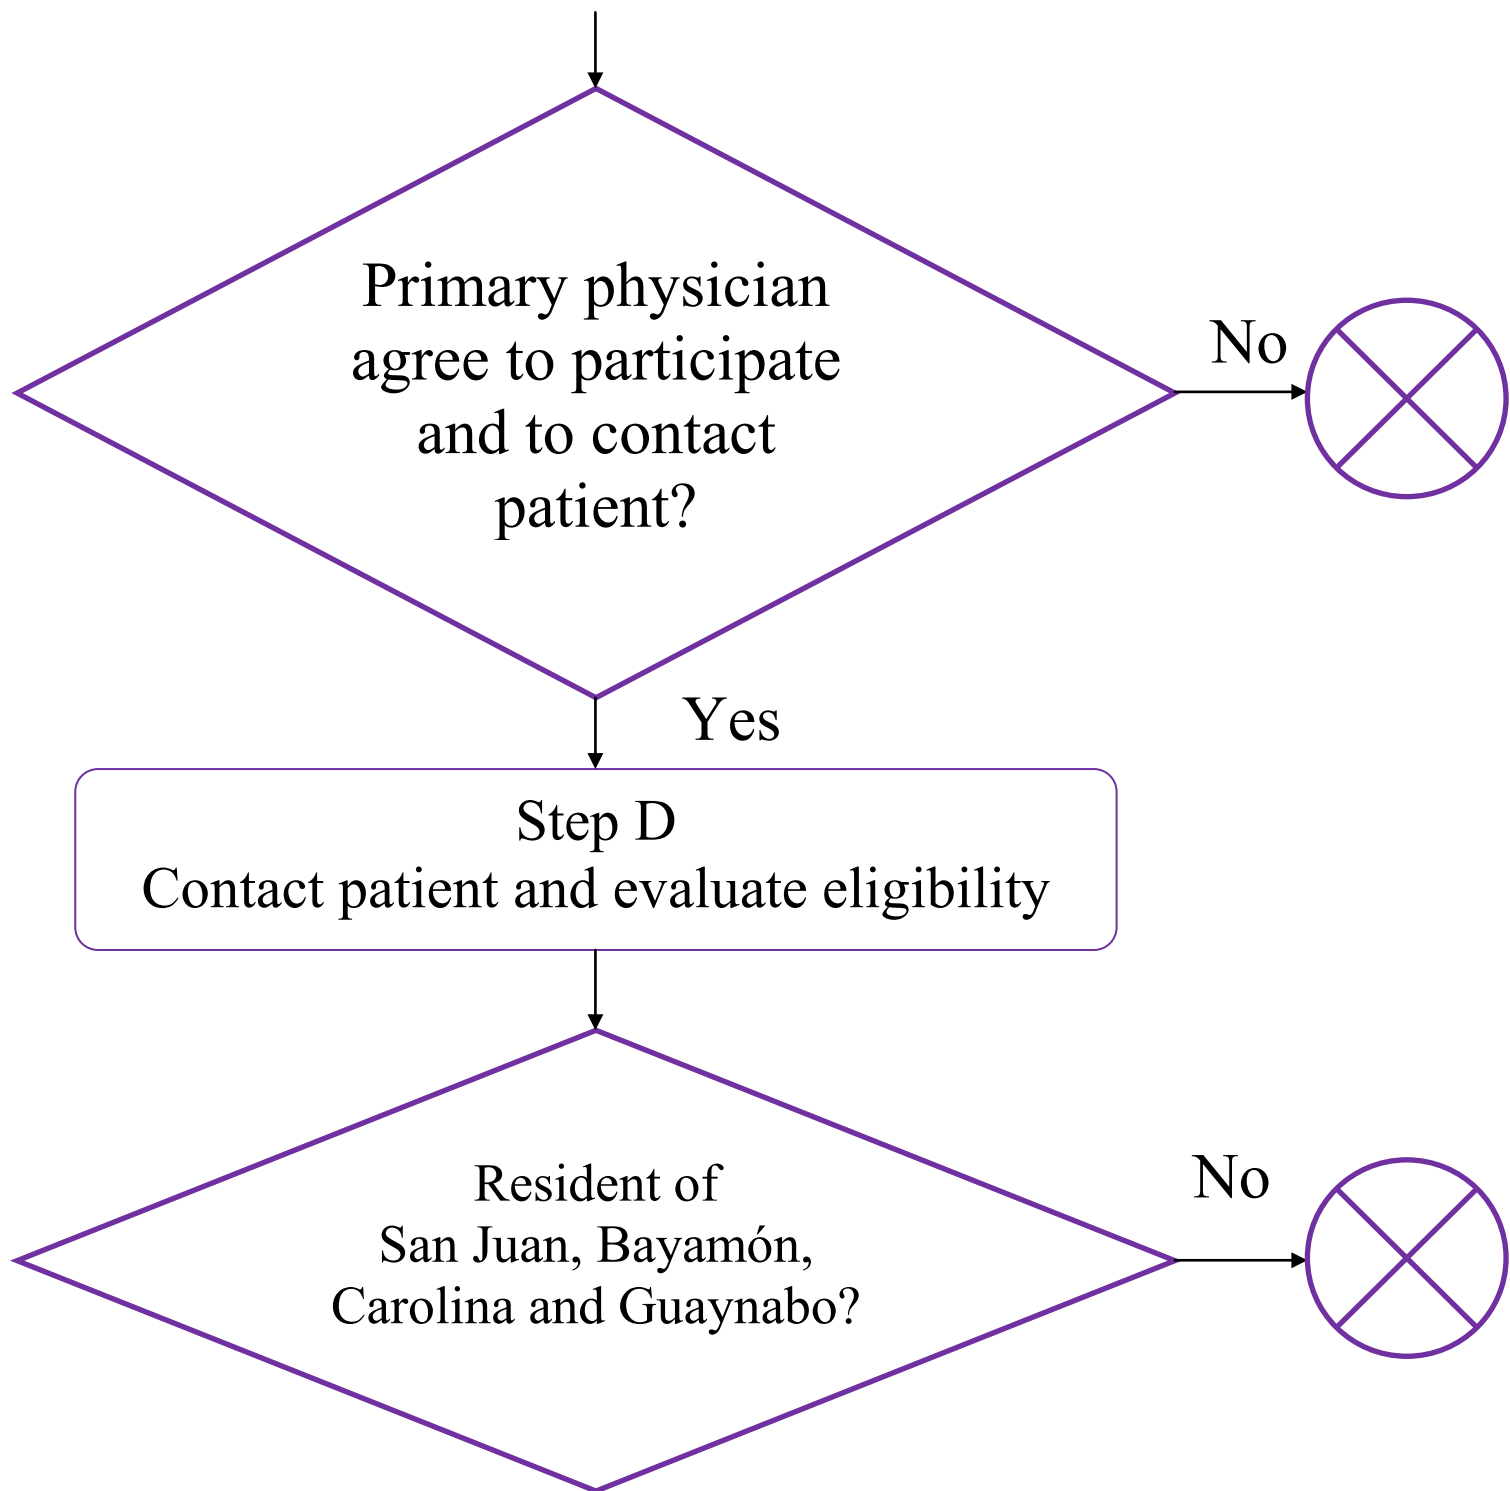 Primary physician
agree to participate
and to contact
patient?
No
Yes
Step D
Contact patient and evaluate eligibility
Resident of
San Juan, Bayamón,
Carolina and Guaynabo?
No